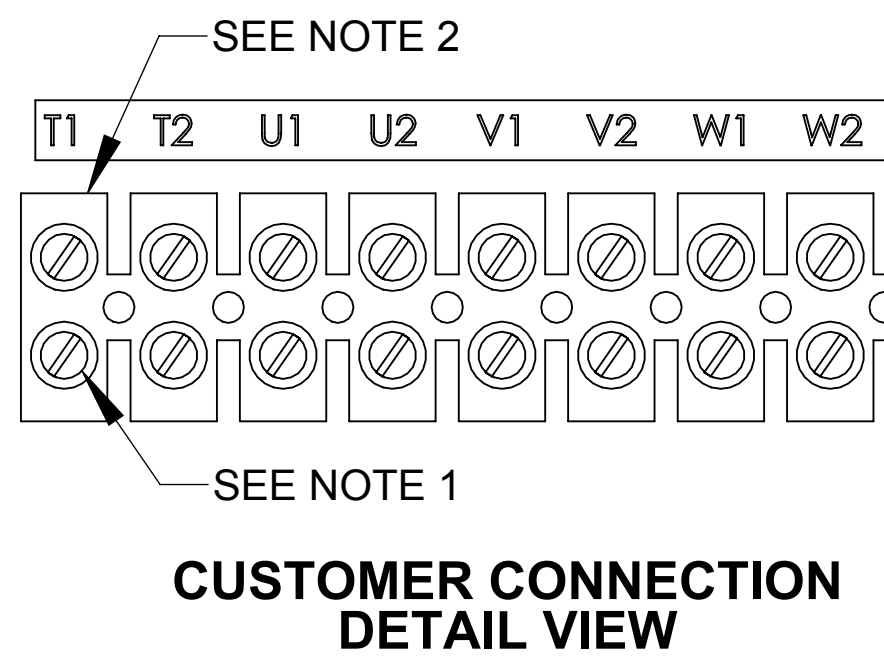 SEE NOTE 2
T1 T2 U1 U2 V1 V2 W1 W2
SEE NOTE 1
CUSTOMER CONNECTION
DETAIL VIEW